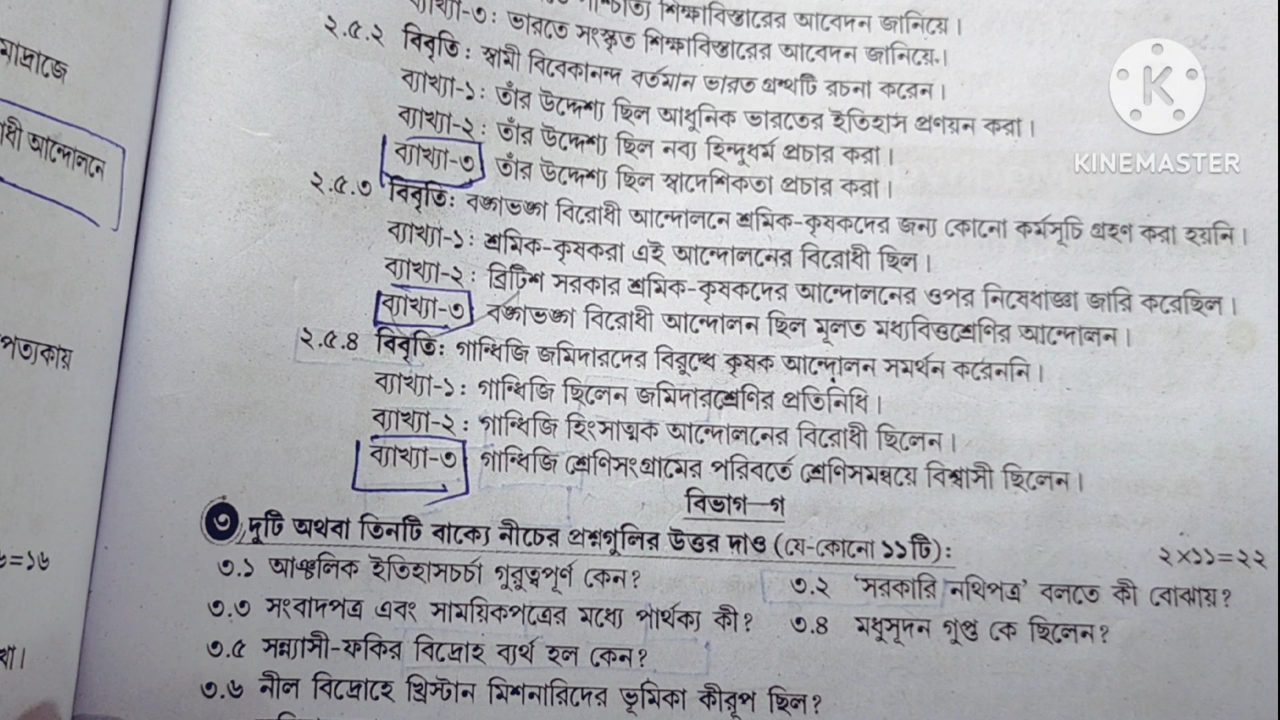 ব্যাখ্যা-৩: ভারতে সংস্কৃত শিক্ষাবিস্তারের আবেদন জানিয়ে।
২.৫.২ বিবৃতি: স্বামী বিবেকানন্দ বর্তমান ভারত গ্রন্থটি রচনা করেন।
মাদ্রাজে
ব্যাখ্যা-১: তাঁর উদ্দেশ্য ছিল আধুনিক ভারতের ইতিহাস প্রণয়ন করা।
ব্যাখ্যা-২: তাঁর উদ্দেশ্য ছিল নব্য হিন্দুধর্ম প্রচার করা।
ধী আন্দোলনে
ব্যাখ্যা-৩ তাঁর উদ্দেশ্য ছিল স্বাদেশিকতা প্রচার করা।
২.৫.৩ বিবৃতি: বঙ্গভঙ্গ বিরোধী আন্দোলনে শ্রমিক-কৃষকদের জন্য কোনো কর্মসূচি গ্রহণ করা হয়নি।
ব্যাখ্যা-১: শ্রমিক-কৃষকরা এই আন্দোলনের বিরোধী ছিল।
ব্যাখ্যা-২: ব্রিটিশ সরকার শ্রমিক-কৃষকদের আন্দোলনের ওপর নিষেধাজ্ঞা জারি করেছিল।
ব্যাখ্যা-৩ বঙ্গভঙ্গ বিরোধী আন্দোলন ছিল মূলত মধ্যবিত্তশ্রেণির আন্দোলন।
পত্যকায়
২.৫.৪ বিবৃতি: গান্ধিজি জমিদারদের বিরুদ্ধে কৃষক আন্দোলন সমর্থন করেননি।
ব্যাখ্যা-১: গান্ধিজি ছিলেন জমিদারশ্রেণির প্রতিনিধি।
ব্যাখ্যা-২: গান্ধিজি হিংসাত্মক আন্দোলনের বিরোধী ছিলেন।
ব্যাখ্যা-৩ গান্ধিজি শ্রেণিসংগ্রামের পরিবর্তে শ্রেণিসমন্বয়ে বিশ্বাসী ছিলেন।
বিভাগ—গ
৩ দুটি অথবা তিনটি বাক্যে নীচের প্রশ্নগুলির উত্তর দাও (যে-কোনো ১১টি): ২×১১=২২
=১৬
৩.১ আঞ্চলিক ইতিহাসচর্চা গুরুত্বপূর্ণ কেন? ৩.২ ‘সরকারি নথিপত্র’ বলতে কী বোঝায়?
৩.৩ সংবাদপত্র এবং সাময়িকপত্রের মধ্যে পার্থক্য কী? ৩.৪ মধুসূদন গুপ্ত কে ছিলেন?
৩.৫ সন্ন্যাসী-ফকির বিদ্রোহ ব্যর্থ হল কেন?
৩.৬ নীল বিদ্রোহে খ্রিস্টান মিশনারিদের ভূমিকা কীরূপ ছিল?
K
KINEMASTER